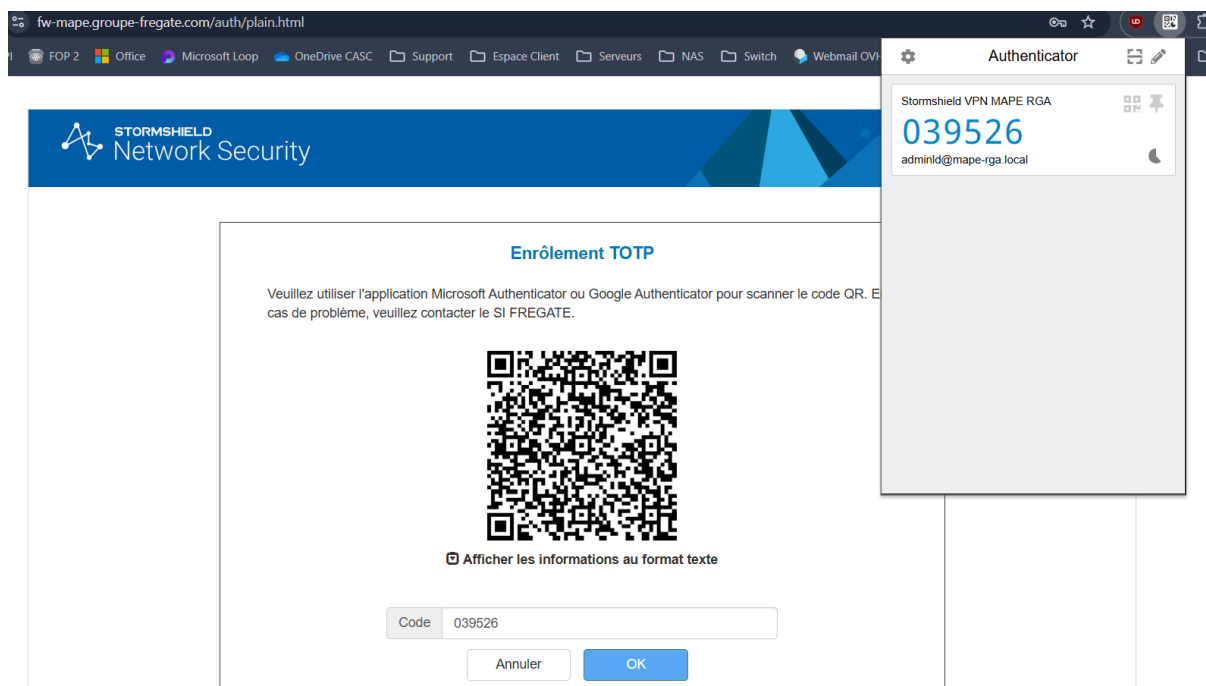 fw-mape.groupe-fregate.com/auth/plain.html
FOP 2 Office Microsoft Loop OneDrive CASC Support Espace Client Serveurs NAS Switch Webmail OVH
Authenticator
Stormshield VPN MAPE RGA
039526
adminld@mape-rga.local
STORMSHIELD
Network Security
Enrôlement TOTP
Veuillez utiliser l'application Microsoft Authenticator ou Google Authenticator pour scanner le code QR. E
cas de problème, veuillez contacter le SI FREGATE.
Afficher les informations au format texte
Code 039526
Annuler OK